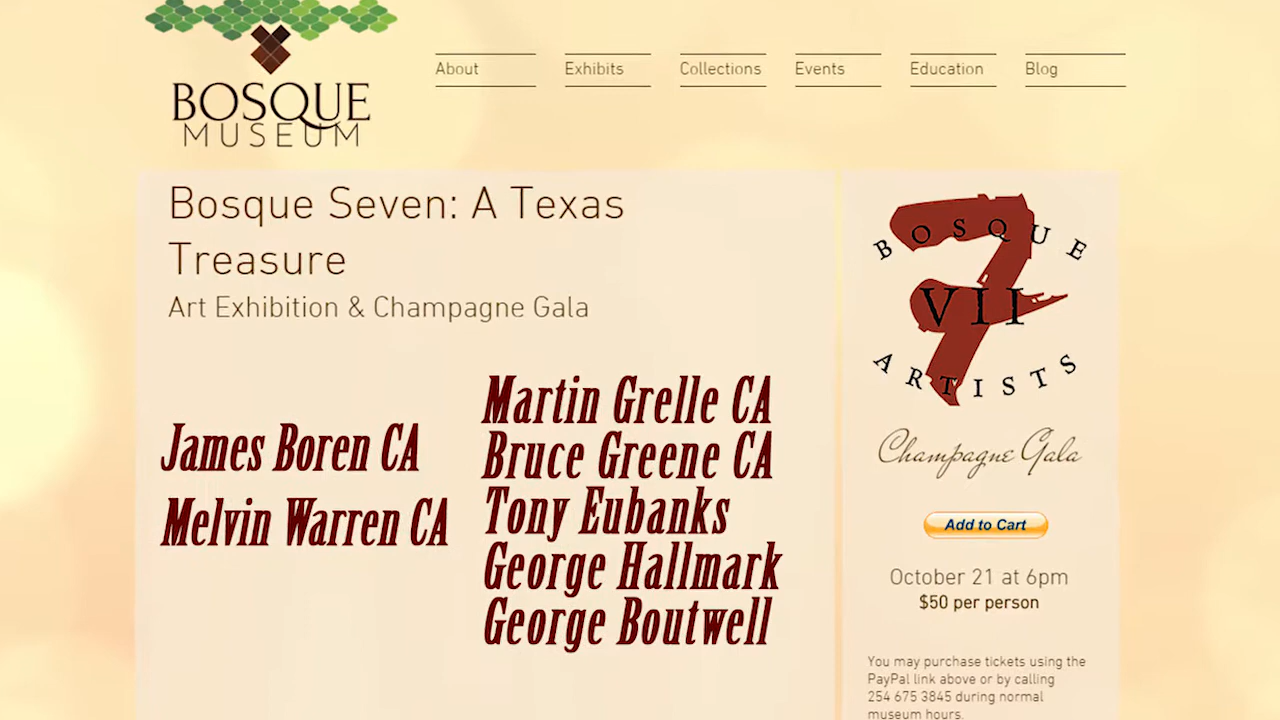 BOSQUE
MUSEUM
About
Exhibits
Collections
Events
Education
Blog
Bosque Seven: A Texas
Treasure
Art Exhibition & Champagne Gala
James Boren CA
Melvin Warren CA
Martin Grelle CA
Bruce Greene CA
Tony Eubanks
George Hallmark
George Boutwell
BOSQUE
7
VII
ARTISTS
Champagne Gala
Add to Cart
October 21 at 6pm
$50 per person
You may purchase tickets using the
PayPal link above or by calling
254 675 3845 during normal
museum hours.